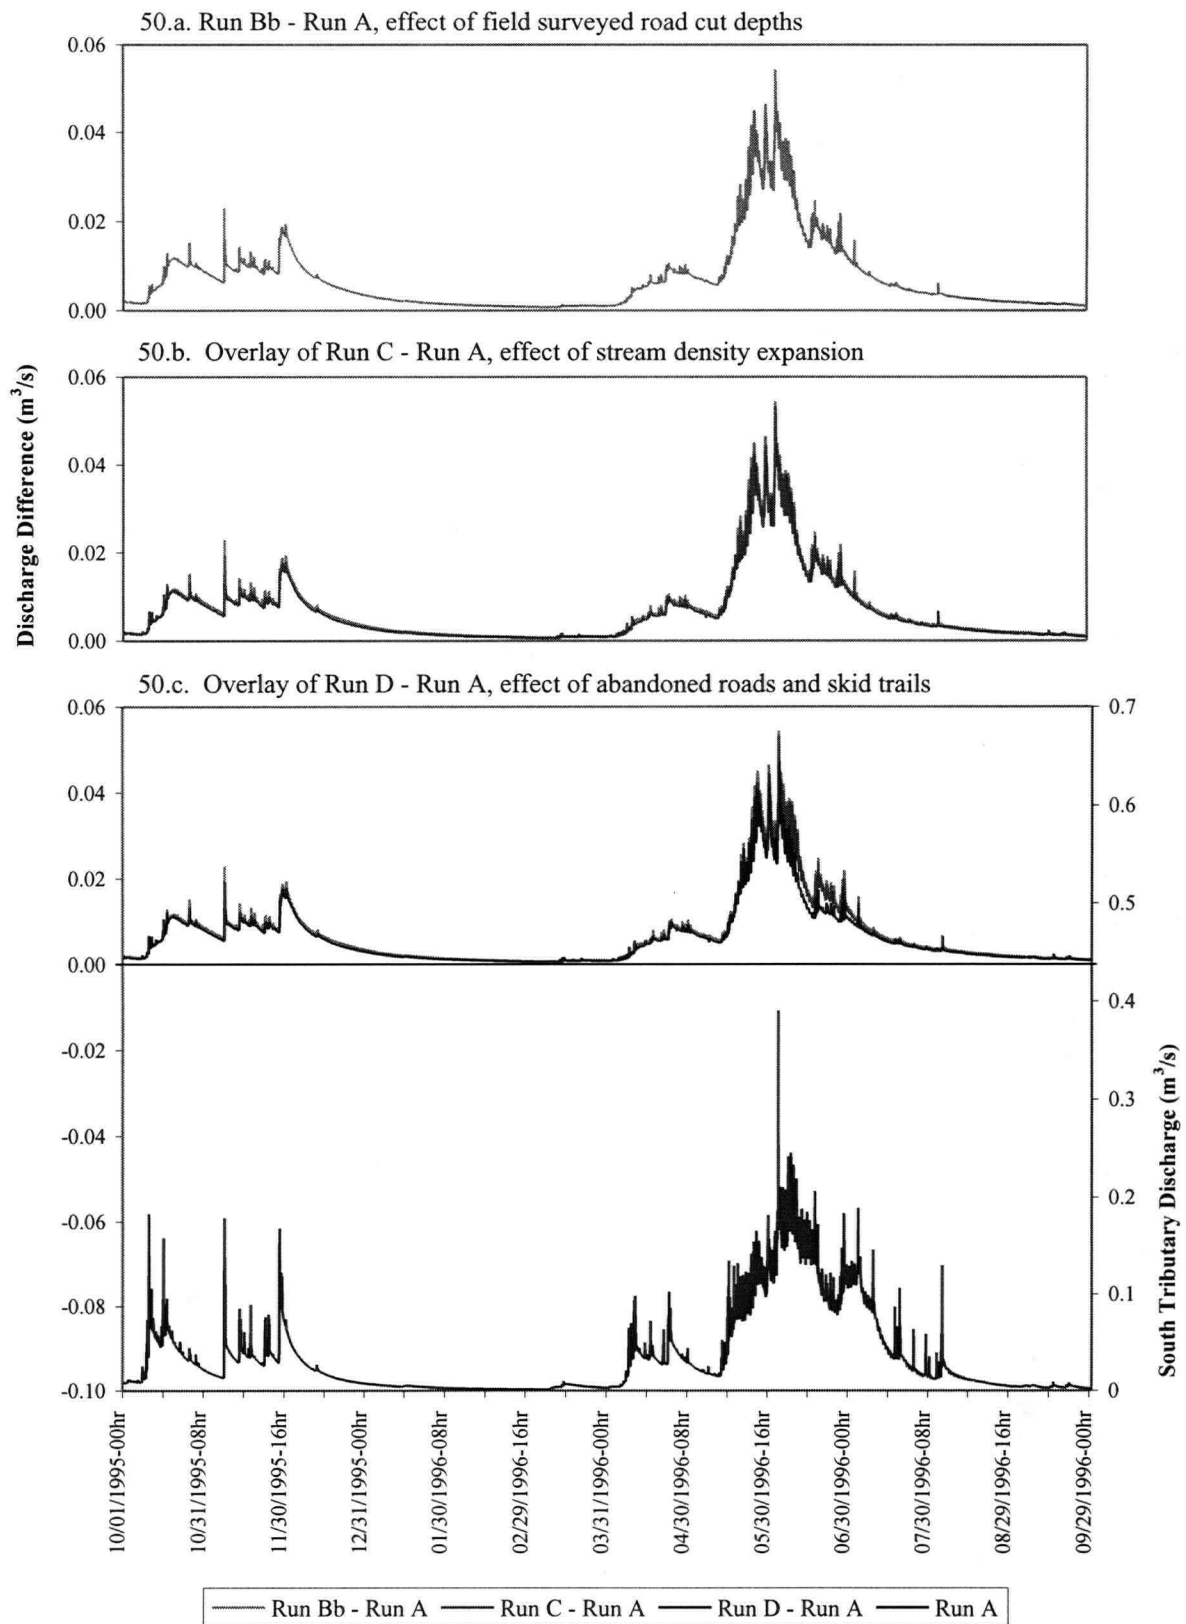 50.a. Run Bb - Run A, effect of field surveyed road cut depths
0.06
0.04
0.02
0.00
50.b. Overlay of Run C - Run A, effect of stream density expansion
0.06
0.04
0.02
0.00
Discharge Difference (m³/s)
50.c. Overlay of Run D - Run A, effect of abandoned roads and skid trails
0.06
0.04
0.02
0.00
-0.02
-0.04
-0.06
-0.08
-0.10
0.7
0.6
0.5
0.4
0.3
0.2
0.1
0
South Tributary Discharge (m³/s)
10/01/1995-00hr
10/31/1995-08hr
11/30/1995-16hr
12/31/1995-00hr
01/30/1996-08hr
02/29/1996-16hr
03/31/1996-00hr
04/30/1996-08hr
05/30/1996-16hr
06/30/1996-00hr
07/30/1996-08hr
08/29/1996-16hr
09/29/1996-00hr
Run Bb - Run A Run C - Run A Run D - Run A Run A